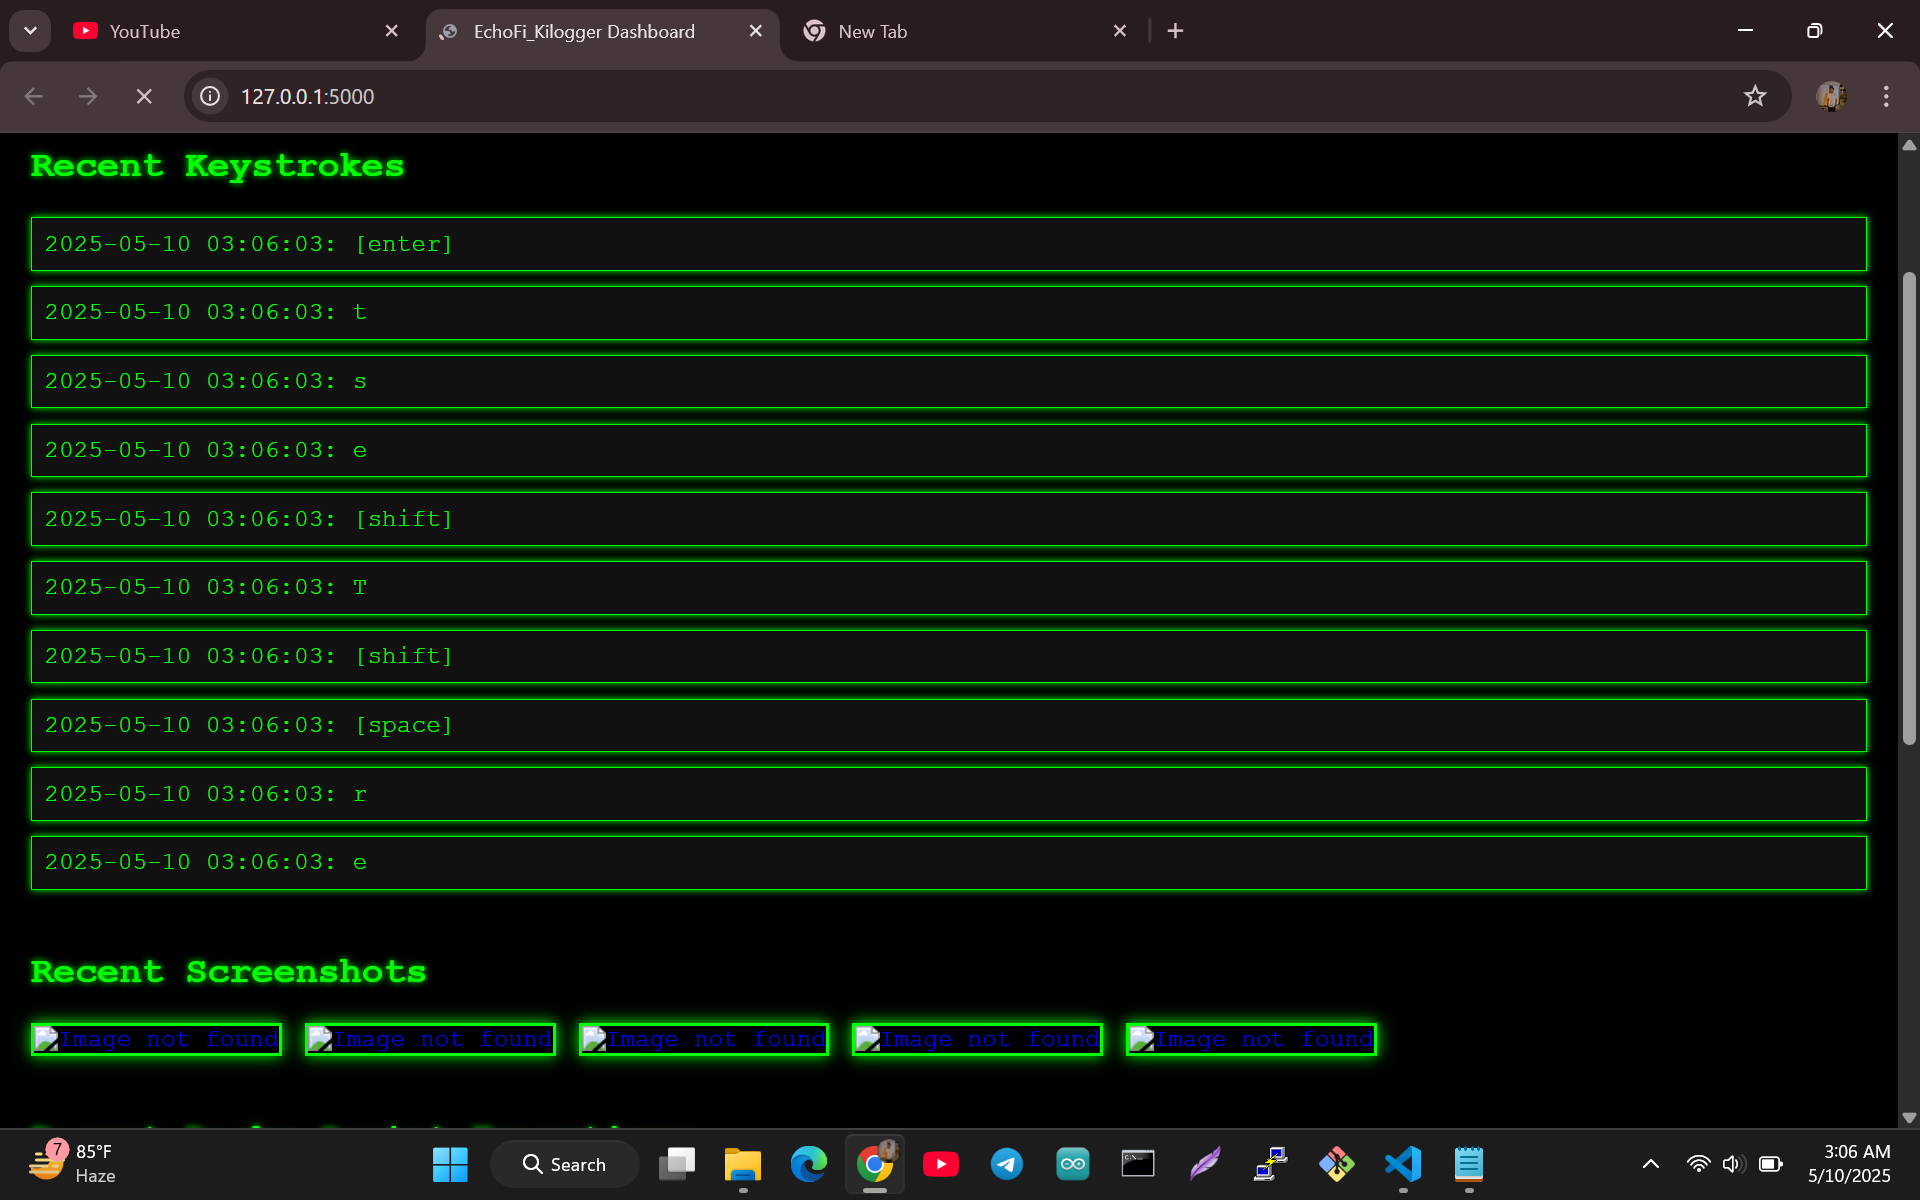 YouTube
EchoFi_Kilogger Dashboard
New Tab
127.0.0.1:5000
Recent Keystrokes
2025-05-10 03:06:03: [enter]
2025-05-10 03:06:03: t
2025-05-10 03:06:03: s
2025-05-10 03:06:03: e
2025-05-10 03:06:03: [shift]
2025-05-10 03:06:03: T
2025-05-10 03:06:03: [shift]
2025-05-10 03:06:03: [space]
2025-05-10 03:06:03: r
2025-05-10 03:06:03: e
Recent Screenshots
Image not found Image not found Image not found Image not found Image not found
7
85°F
Haze
Search
3:06 AM
5/10/2025